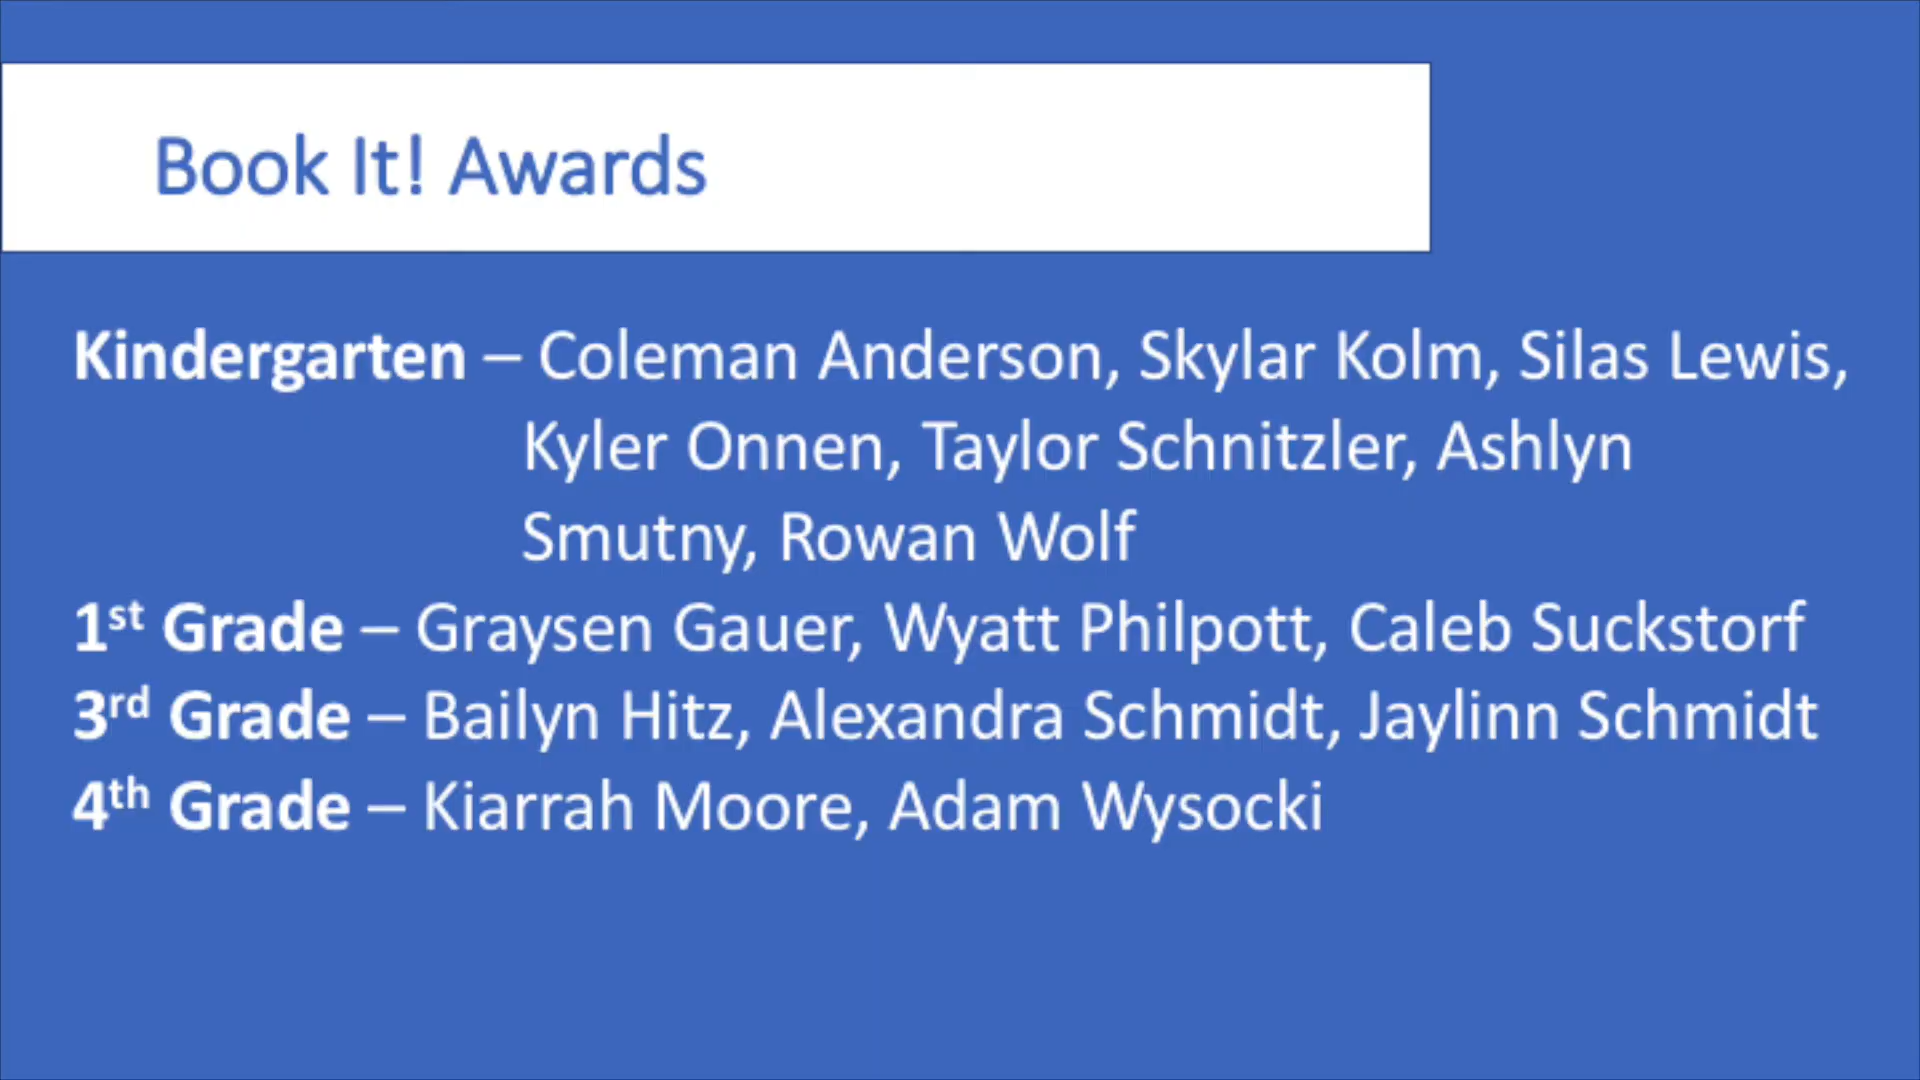 Book It! Awards
Kindergarten – Coleman Anderson, Skylar Kolm, Silas Lewis,
Kyler Onnen, Taylor Schnitzler, Ashlyn
Smutny, Rowan Wolf
1st Grade – Graysen Gauer, Wyatt Philpott, Caleb Suckstorf
3rd Grade – Bailyn Hitz, Alexandra Schmidt, Jaylinn Schmidt
4th Grade – Kiarrah Moore, Adam Wysocki